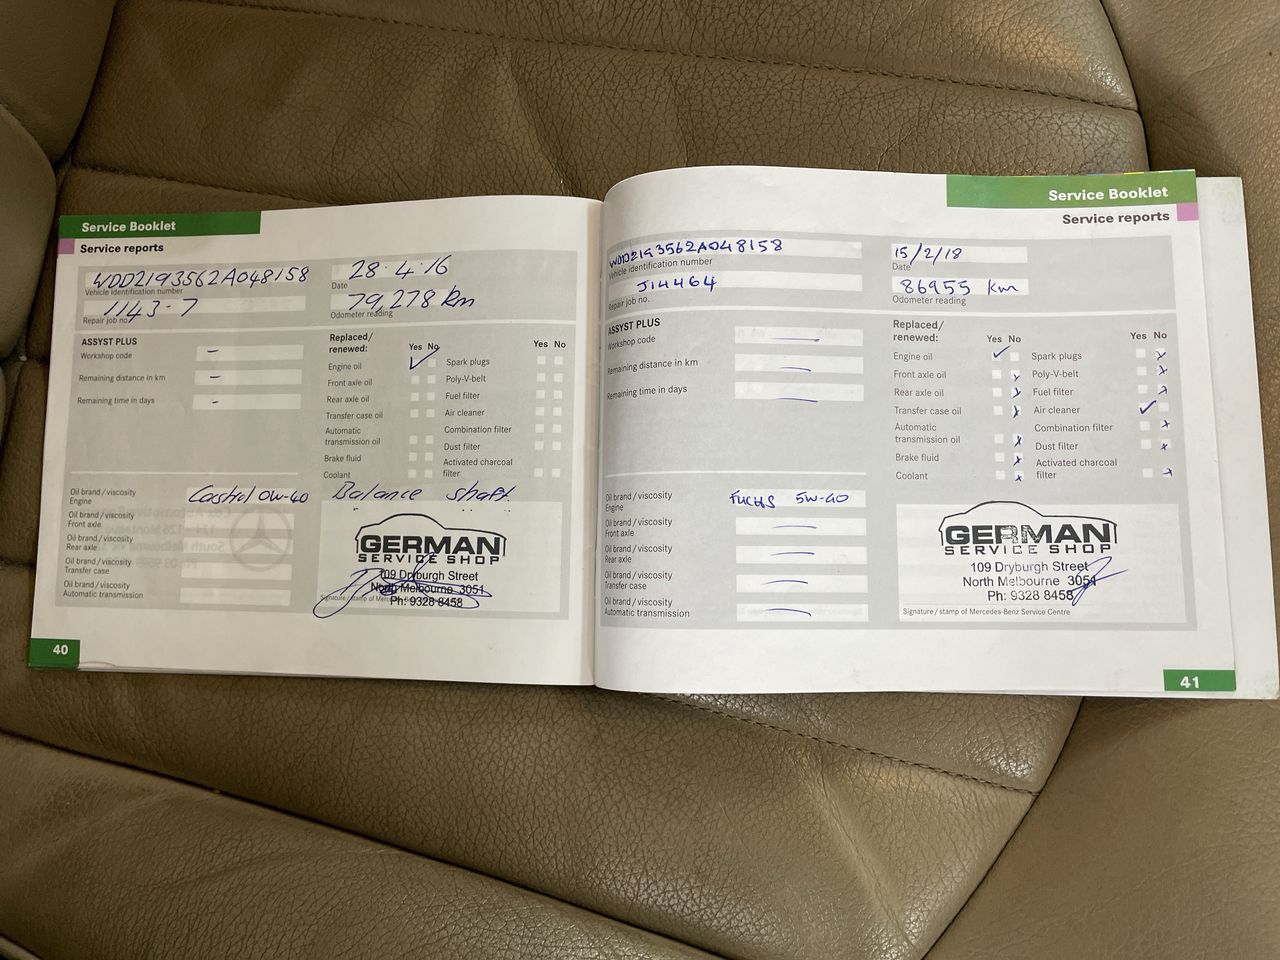 Service Booklet
Service reports
WDD2193562A048158
Vehicle identification number
28·4·16
Date
1143-7
Repair job no.
79,278 km
Odometer reading
ASSYST PLUS
Workshop code –
Remaining distance in km –
Remaining time in days –
Replaced/
renewed:
Yes No
Engine oil ✓
Front axle oil
Rear axle oil
Transfer case oil
Automatic
transmission oil
Brake fluid
Coolant
Yes No
Spark plugs
Poly-V-belt
Fuel filter
Air cleaner
Combination filter
Dust filter
Activated charcoal
filter
Oil brand/viscosity
Engine
Castrol 0W-40
Balance shaft
Oil brand/viscosity
Front axle
Oil brand/viscosity
Rear axle
Oil brand/viscosity
Transfer case
Oil brand/viscosity
Automatic transmission
GERMAN
SERVICE SHOP
109 Dryburgh Street
North Melbourne 3051
Ph: 9328 8458
Signature/stamp of
40
Service Booklet
Service reports
WDD2193562A048158
Vehicle identification number
15/2/18
Date
J14464
Repair job no.
86955 km
Odometer reading
ASSYST PLUS
Workshop code —
Remaining distance in km —
Remaining time in days —
Replaced/
renewed:
Yes No
Engine oil ✓
Front axle oil x
Rear axle oil x
Transfer case oil x
Automatic
transmission oil x
Brake fluid x
Coolant x
Yes No
Spark plugs x
Poly-V-belt x
Fuel filter x
Air cleaner ✓
Combination filter x
Dust filter x
Activated charcoal
filter x
Oil brand/viscosity
Engine
FUCHS 5W-40
Oil brand/viscosity
Front axle —
Oil brand/viscosity
Rear axle —
Oil brand/viscosity
Transfer case —
Oil brand/viscosity
Automatic transmission —
GERMAN
SERVICE SHOP
109 Dryburgh Street
North Melbourne 3051
Ph: 9328 8458
Signature/stamp of Mercedes-Benz Service Centre
41